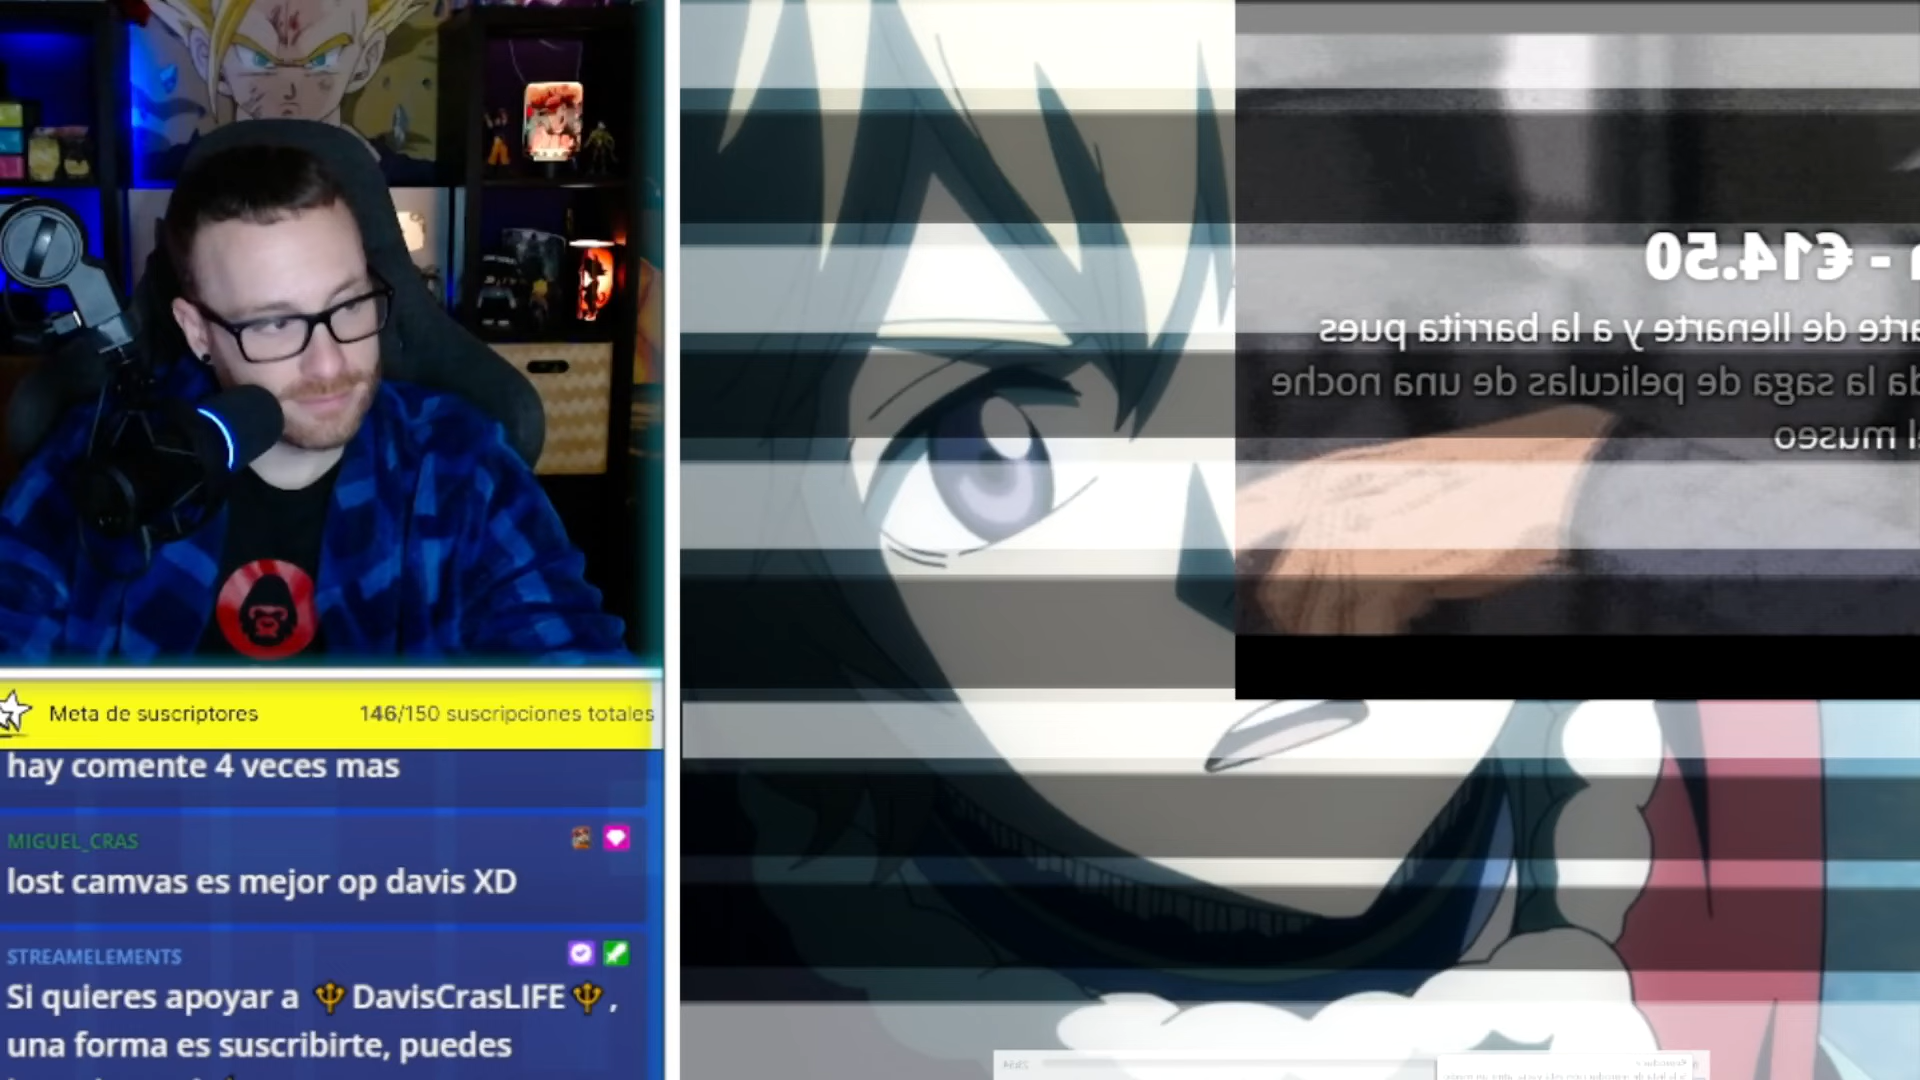 Meta de suscriptores 146/150 suscripciones totales
hay comente 4 veces mas
MIGUEL_CRAS
lost camvas es mejor op davis XD
STREAMELEMENTS
Si quieres apoyar a DavisCrasLIFE ,
una forma es suscribirte, puedes
- €14.50
de llenarte y a la barrita pues
la saga de peliculas de una noche
museo